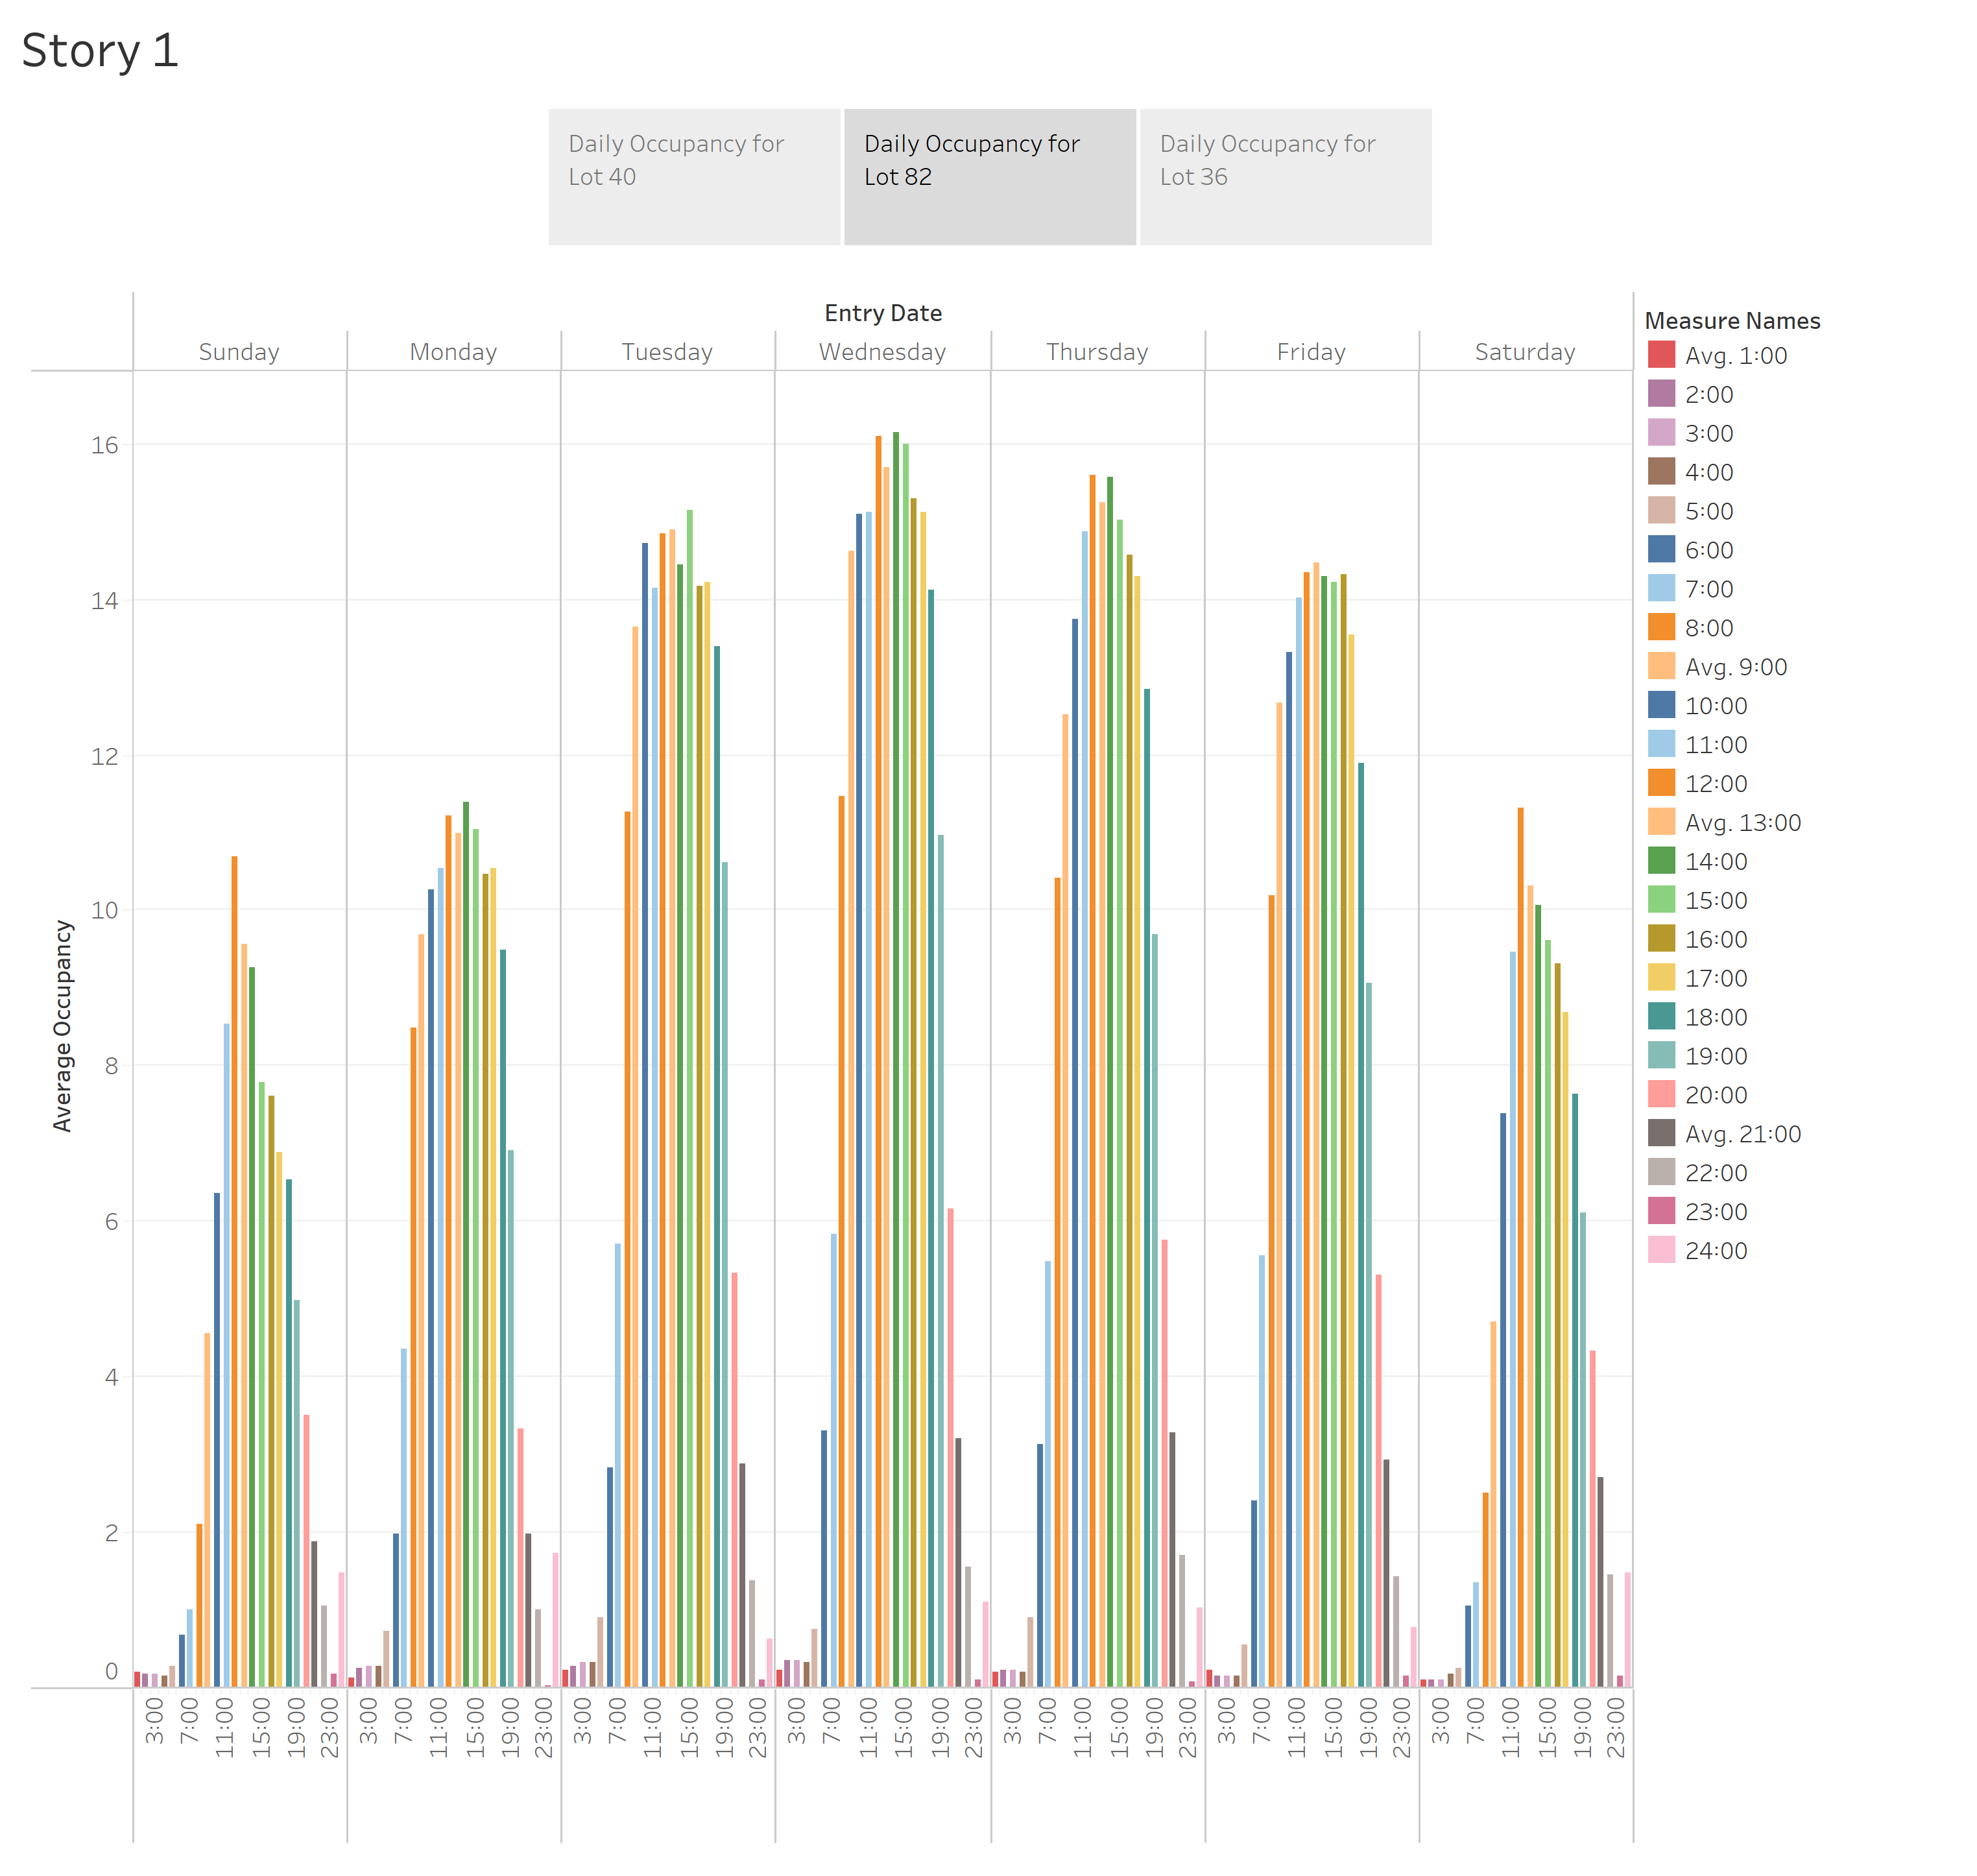 Story 1
Daily Occupancy for
Lot 40
Daily Occupancy for
Lot 82
Daily Occupancy for
Lot 36
Entry Date
Sunday Monday Tuesday Wednesday Thursday Friday Saturday
16
14
12
10
8
6
4
2
0
Average Occupancy
3:00 7:00 11:00 15:00 19:00 23:00 3:00 7:00 11:00 15:00 19:00 23:00 3:00 7:00 11:00 15:00 19:00 23:00 3:00 7:00 11:00 15:00 19:00 23:00 3:00 7:00 11:00 15:00 19:00 23:00 3:00 7:00 11:00 15:00 19:00 23:00 3:00 7:00 11:00 15:00 19:00 23:00
Measure Names
Avg. 1:00
2:00
3:00
4:00
5:00
6:00
7:00
8:00
Avg. 9:00
10:00
11:00
12:00
Avg. 13:00
14:00
15:00
16:00
17:00
18:00
19:00
20:00
Avg. 21:00
22:00
23:00
24:00